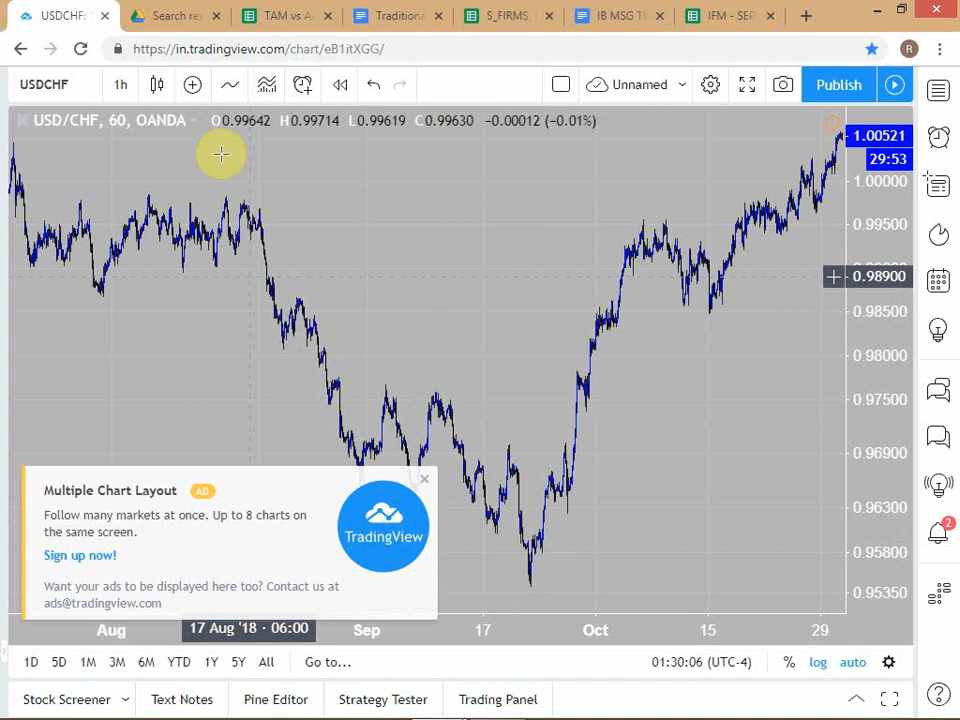 USDCHF:
Search res
TAM vs A
Traditiona
S_FIRMS,
IB MSG Ti
IFM - SEP
https://in.tradingview.com/chart/eB1itXGG/
R
USDCHF
1h
Unnamed
Publish
USD/CHF, 60, OANDA O0.99642 H0.99714 L0.99619 C0.99630 −0.00012 (−0.01%)
1.00521
29:53
1.00000
0.99500
0.98900
0.98500
0.98000
0.97500
0.96900
0.96300
0.95800
0.95350
Multiple Chart Layout AD
Follow many markets at once. Up to 8 charts on
the same screen.
Sign up now!
Want your ads to be displayed here too? Contact us at
ads@tradingview.com
TradingView
2
Aug 17 Aug '18 - 06:00 Sep 17 Oct 15 29
1D 5D 1M 3M 6M YTD 1Y 5Y All Go to... 01:30:06 (UTC-4) % log auto
Stock Screener Text Notes Pine Editor Strategy Tester Trading Panel